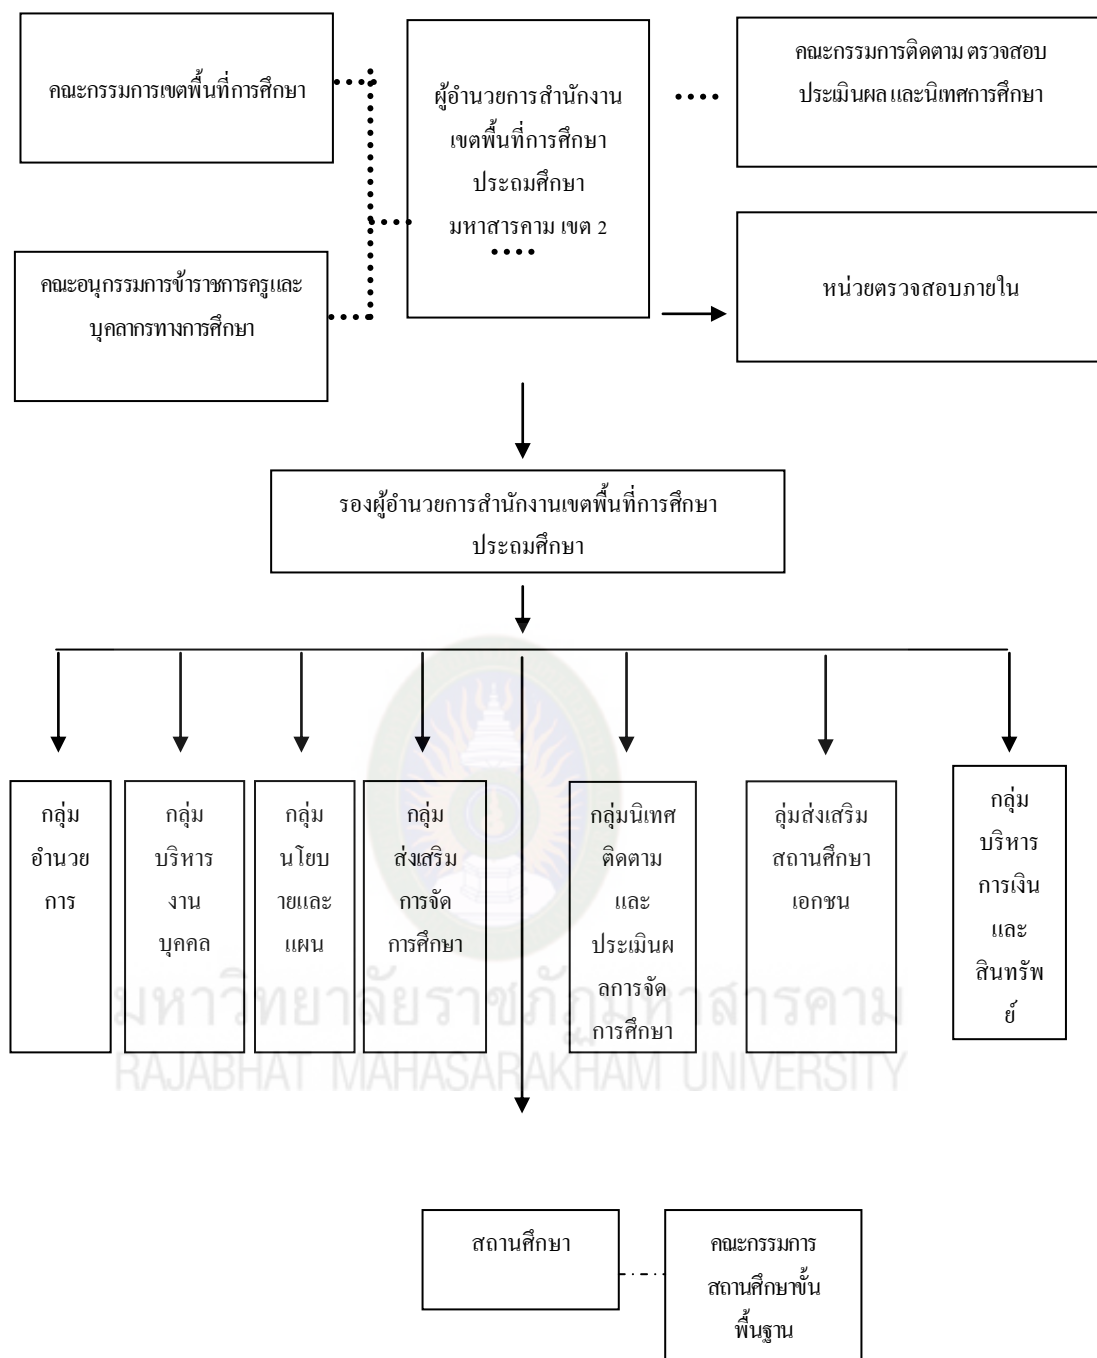 คณะกรรมการเขตพื้นที่การศึกษา
ผู้อำนวยการสำนักงาน
เขตพื้นที่การศึกษา
ประถมศึกษา
มหาสารคาม เขต 2
คณะกรรมการติดตาม ตรวจสอบ
ประเมินผล และนิเทศการศึกษา
คณะอนุกรรมการข้าราชการครูและ
บุคลากรทางการศึกษา
หน่วยตรวจสอบภายใน
รองผู้อำนวยการสำนักงานเขตพื้นที่การศึกษา
ประถมศึกษา
กลุ่ม
อำนวย
การ
กลุ่ม
บริหาร
งาน
บุคคล
กลุ่ม
นโยบ
ายและ
แผน
กลุ่ม
ส่งเสริม
การจัด
การศึกษา
กลุ่มนิเทศ
ติดตาม
และ
ประเมินผ
ลการจัด
การศึกษา
ลุ่มส่งเสริม
สถานศึกษา
เอกชน
กลุ่ม
บริหาร
การเงิน
และ
สินทรัพ
ย์
มหาวิทยาลัยราชภัฏมหาสารคาม
RAJABHAT MAHASARAKHAM UNIVERSITY
สถานศึกษา
คณะกรรมการ
สถานศึกษาขั้น
พื้นฐาน